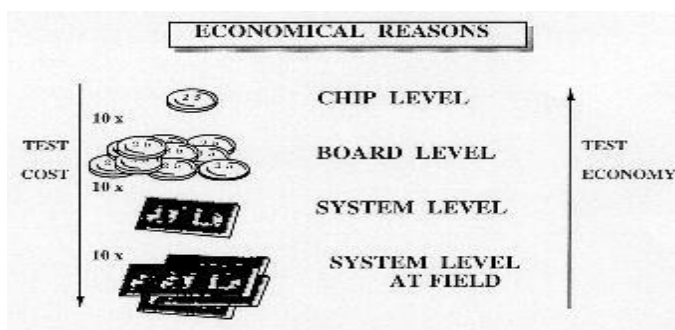 ECONOMICAL REASONS
CHIP LEVEL
10 x
TEST
COST
BOARD LEVEL
TEST
ECONOMY
10 x
SYSTEM LEVEL
10 x
SYSTEM LEVEL
AT FIELD